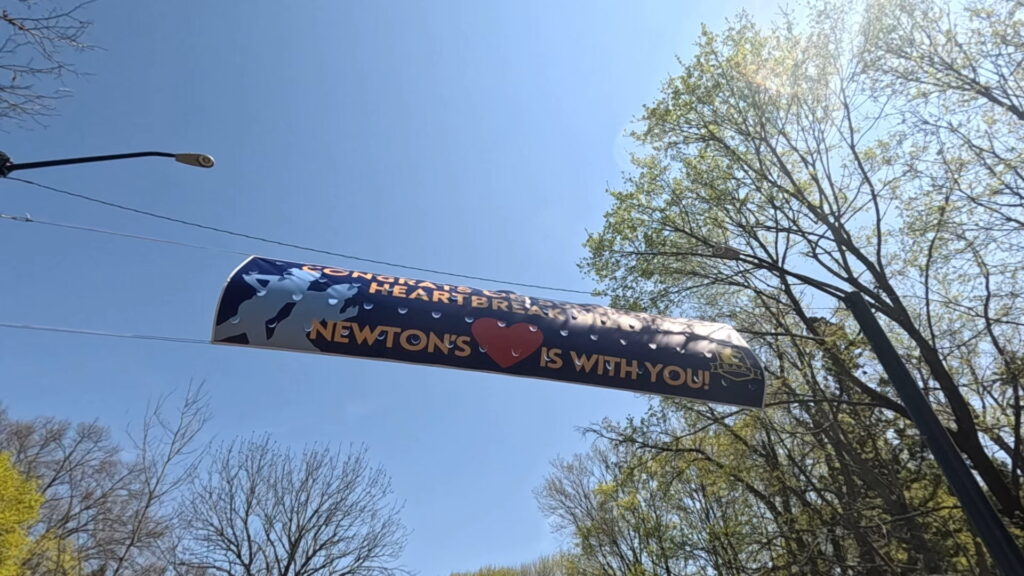 CONGRATS
HEARTBREAK
NEWTON'S IS WITH YOU!